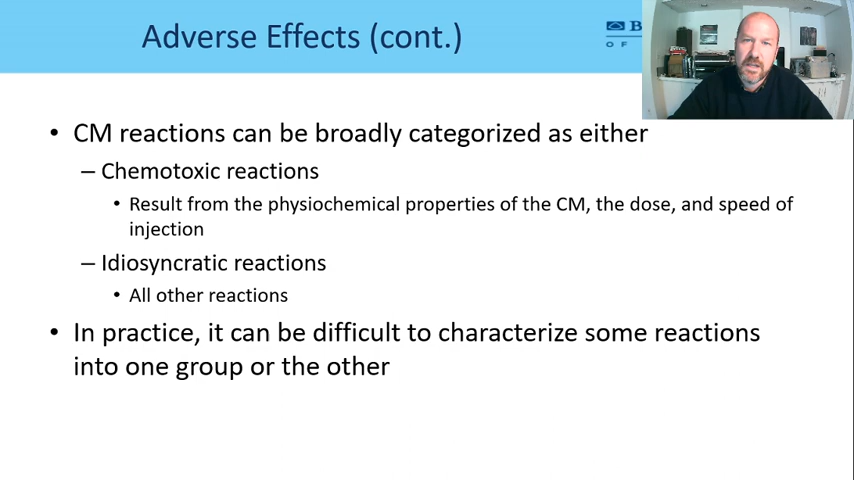 Adverse Effects (cont.)
B
OF
• CM reactions can be broadly categorized as either
– Chemotoxic reactions
• Result from the physiochemical properties of the CM, the dose, and speed of
injection
– Idiosyncratic reactions
• All other reactions
• In practice, it can be difficult to characterize some reactions
into one group or the other